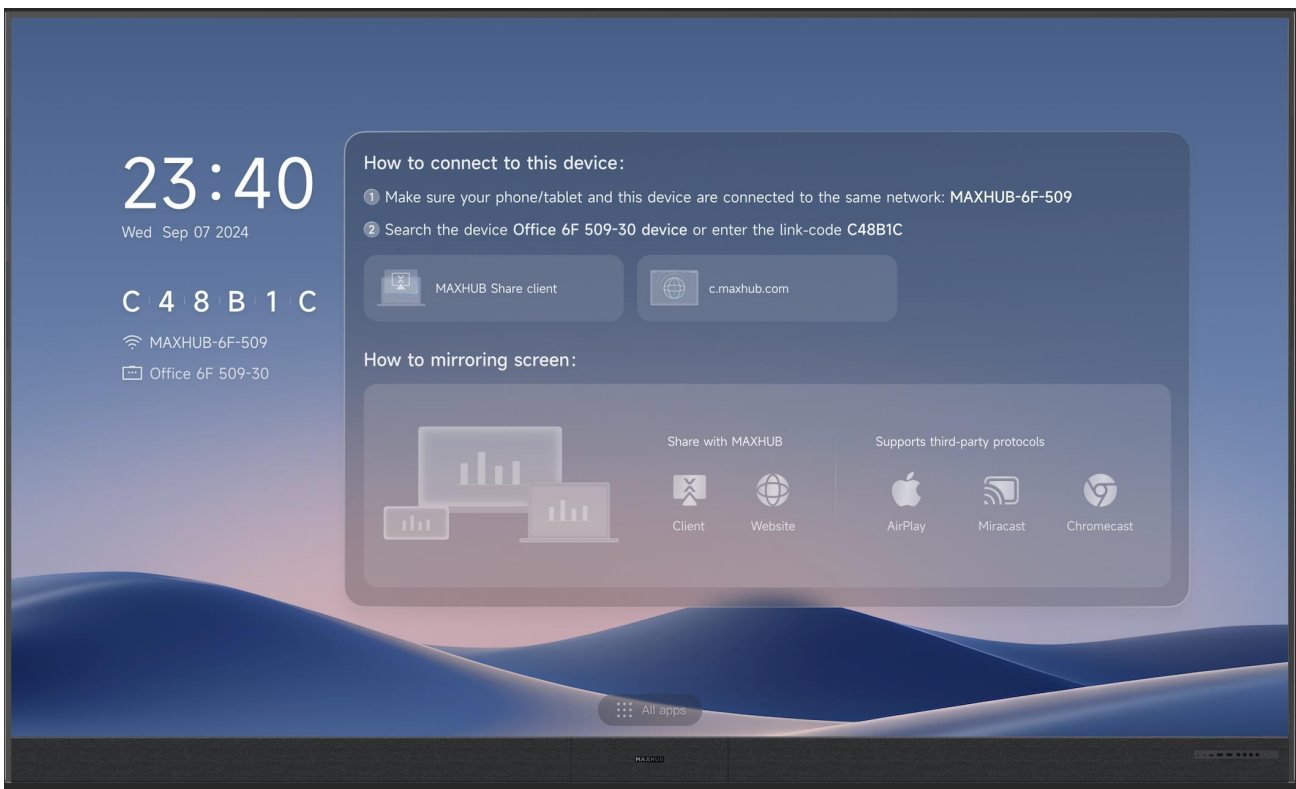 23:40
Wed Sep 07 2024
C 4 8 B 1 C
MAXHUB-6F-509
Office 6F 509-30
How to connect to this device:
1 Make sure your phone/tablet and this device are connected to the same network: MAXHUB-6F-509
2 Search the device Office 6F 509-30 device or enter the link-code C48B1C
MAXHUB Share client
c.maxhub.com
How to mirroring screen:
Share with MAXHUB
Client
Website
Supports third-party protocols
AirPlay
Miracast
Chromecast
All apps
MAXHUB